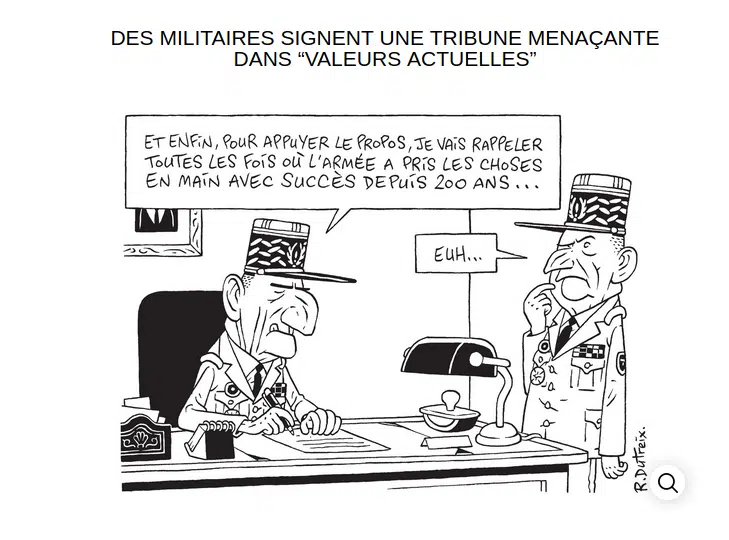 DES MILITAIRES SIGNENT UNE TRIBUNE MENAÇANTE
DANS “VALEURS ACTUELLES”
ET ENFIN, POUR APPUYER LE PROPOS, JE VAIS RAPPELER
TOUTES LES FOIS OÙ L'ARMÉE A PRIS LES CHOSES
EN MAIN AVEC SUCCÈS DEPUIS 200 ANS...
EUH...
R. DUTREIX.